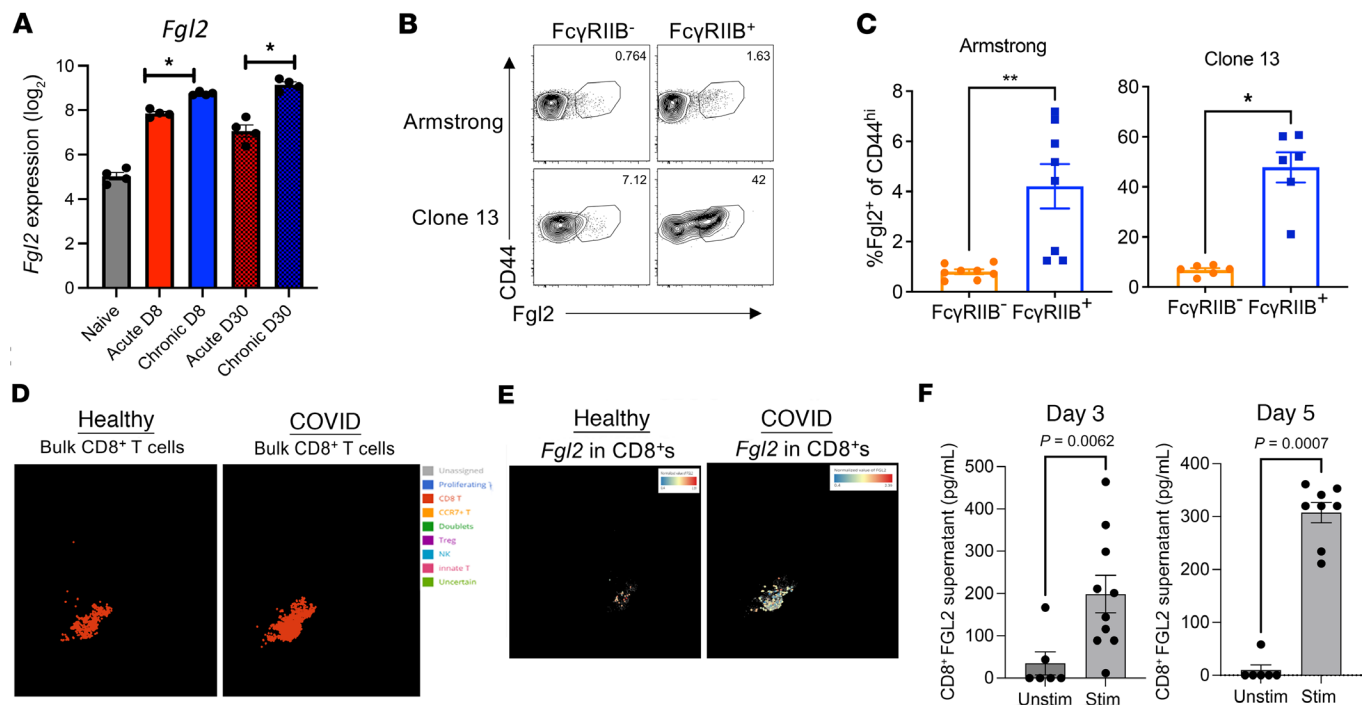 A
Fgl2
*
*
Fgl2 expression (log2)
10
8
6
4
2
0
Naive
Acute D8
Chronic D8
Acute D30
Chronic D30
B
FcγRIIB-
FcγRIIB+
Armstrong
0.764
1.63
Clone 13
7.12
42
CD44
Fgl2
C
Armstrong
**
%Fgl2+ of CD44hi
8
6
4
2
0
FcγRIIB-
FcγRIIB+
Clone 13
*
80
60
40
20
0
FcγRIIB-
FcγRIIB+
D
Healthy
Bulk CD8+ T cells
COVID
Bulk CD8+ T cells
Unassigned
Proliferating
CD8 T
CCR7+ T
Doublets
Treg
NK
innate T
Uncertain
E
Healthy
Fgl2 in CD8+s
COVID
Fgl2 in CD8+s
Normalized value of FGL2
F
Day 3
P = 0.0062
CD8+ FGL2 supernatant (pg/mL)
500
400
300
200
100
0
Unstim
Stim
Day 5
P = 0.0007
CD8+ FGL2 supernatant (pg/mL)
400
300
200
100
0
Unstim
Stim